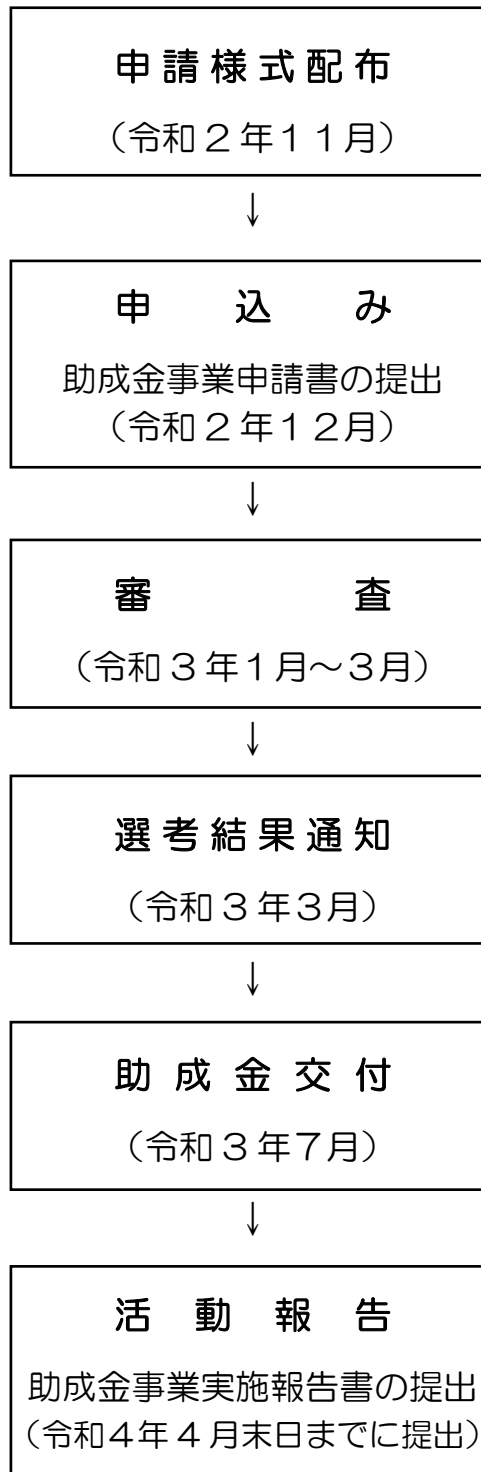 申請様式配布
（令和２年１１月）
↓
申込み
助成金事業申請書の提出
（令和２年１２月）
↓
審査
（令和３年１月～３月）
↓
選考結果通知
（令和３年３月）
↓
助成金交付
（令和３年７月）
↓
活動報告
助成金事業実施報告書の提出
（令和４年４月末日までに提出）